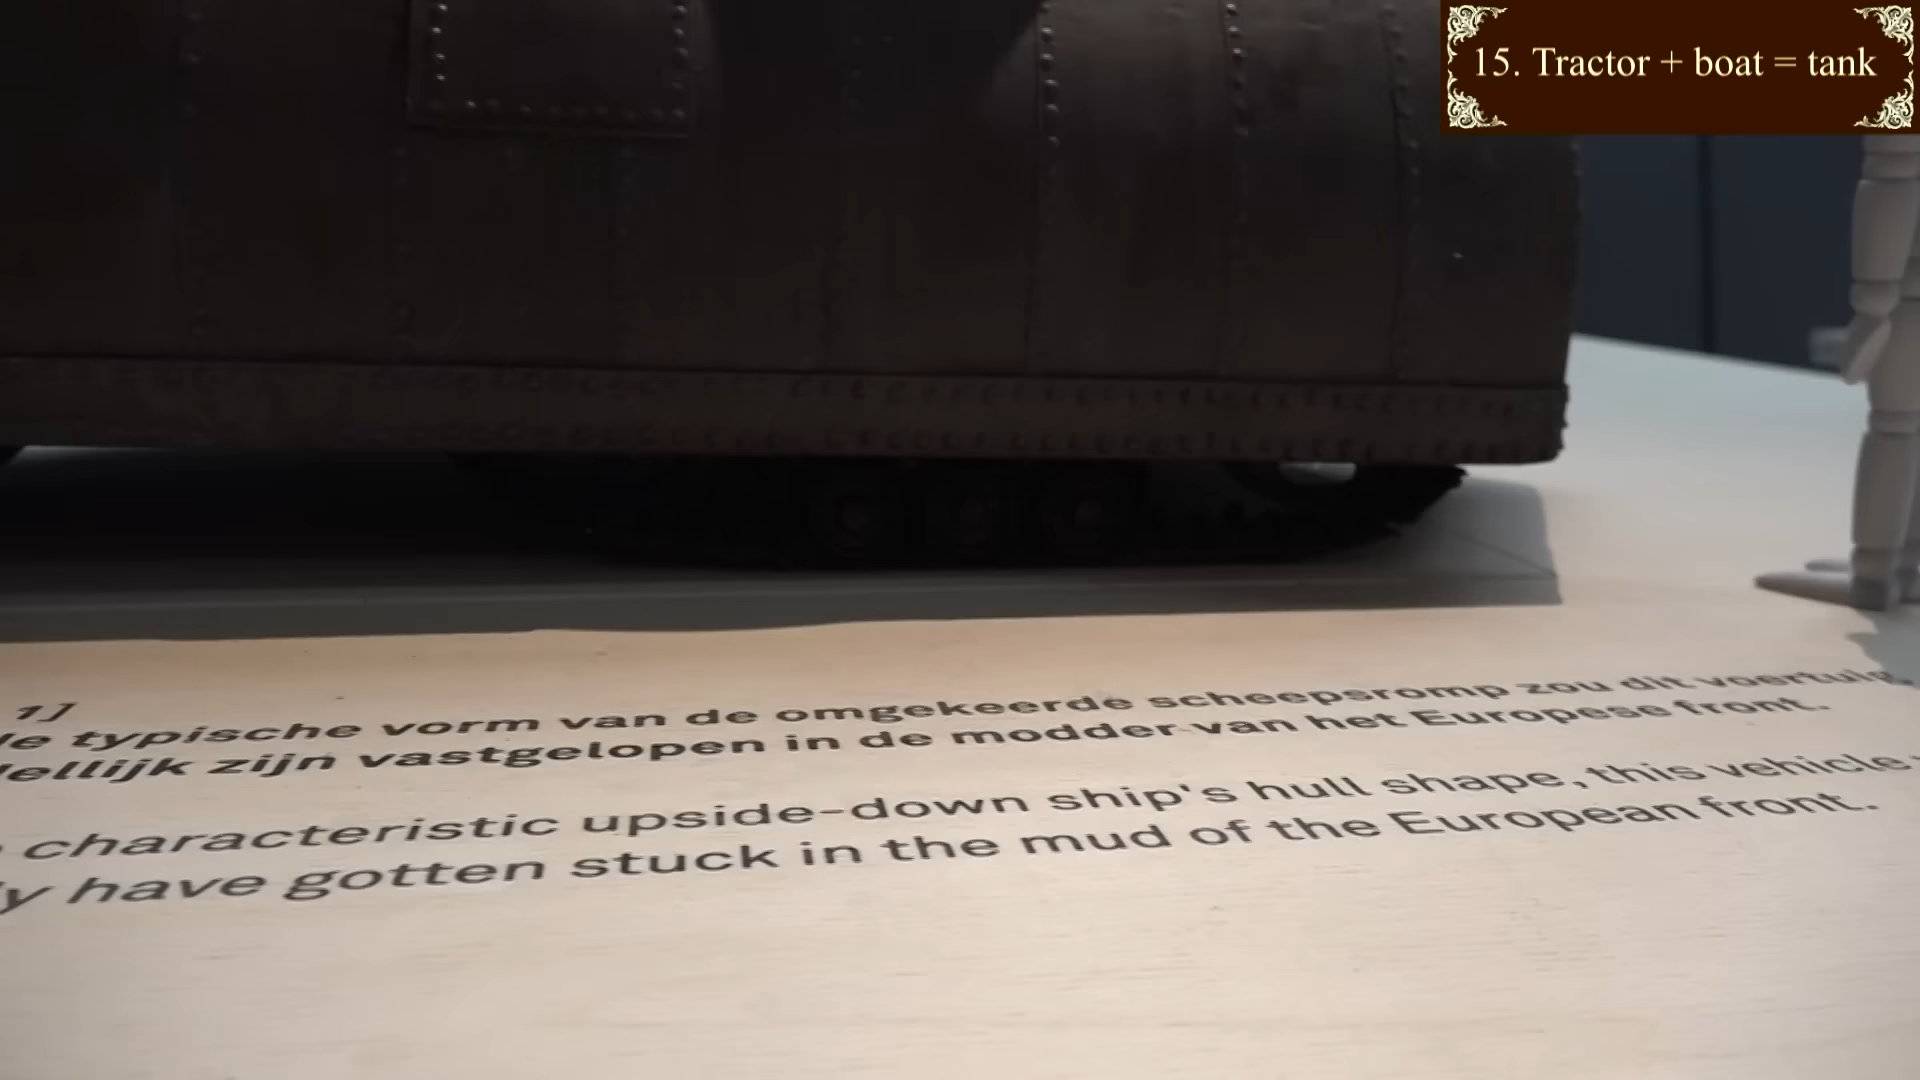 15. Tractor + boat = tank
1]
typische vorm van de omgekeerde scheepsromp zou dit voertuig
zijn vastgelopen in de modder van het Europese front.
characteristic upside-down ship's hull shape, this vehicle
have gotten stuck in the mud of the European front.